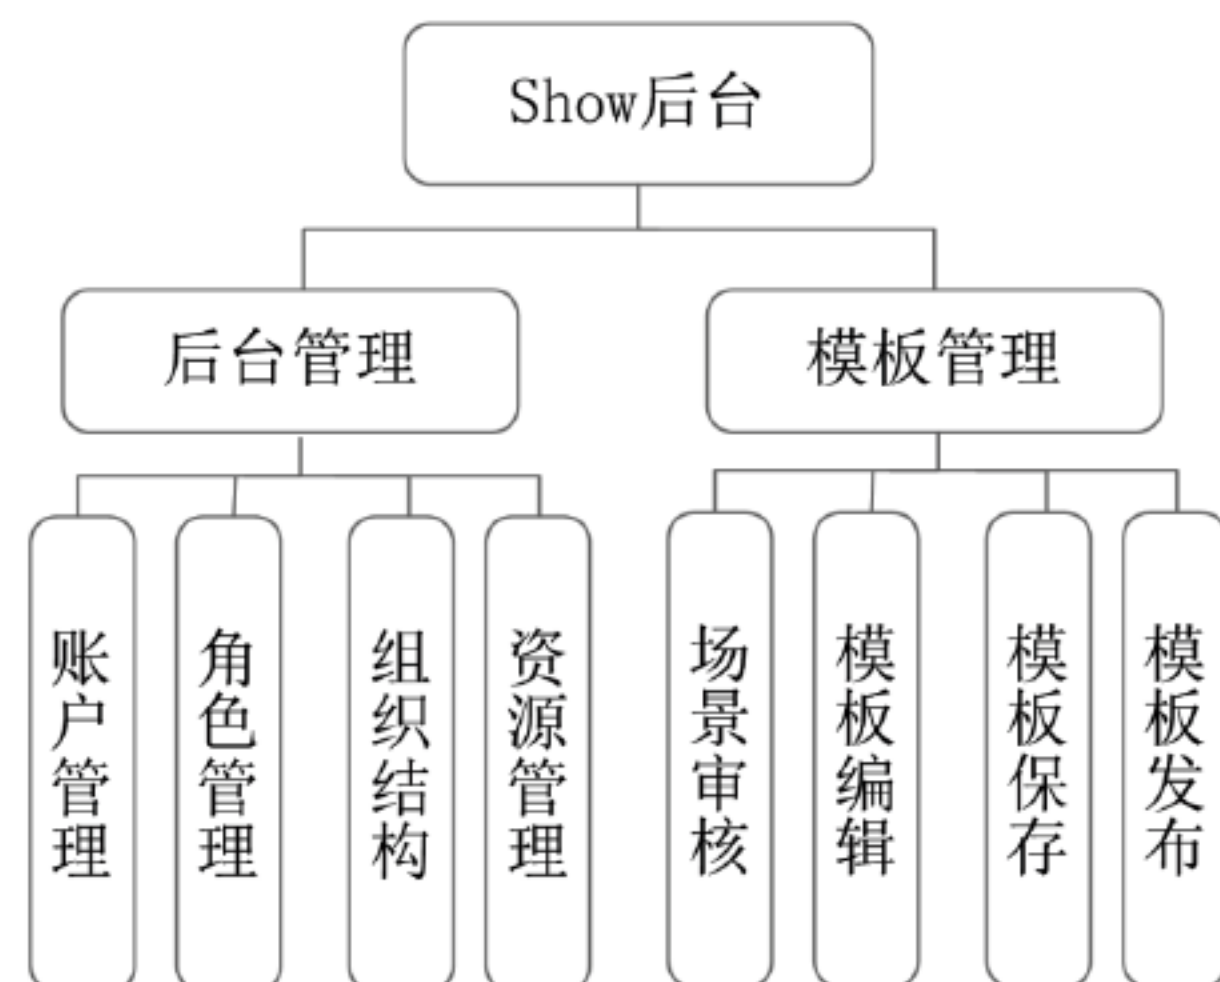 Show后台
后台管理
模板管理
账户管理
角色管理
组织结构
资源管理
场景审核
模板编辑
模板保存
模板发布